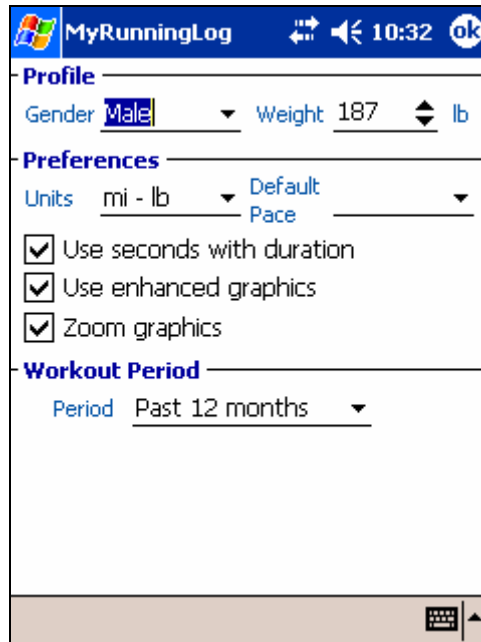 MyRunningLog 10:32 ok
Profile
Gender Male Weight 187 lb
Preferences
Units mi - lb Default Pace
Use seconds with duration
Use enhanced graphics
Zoom graphics
Workout Period
Period Past 12 months